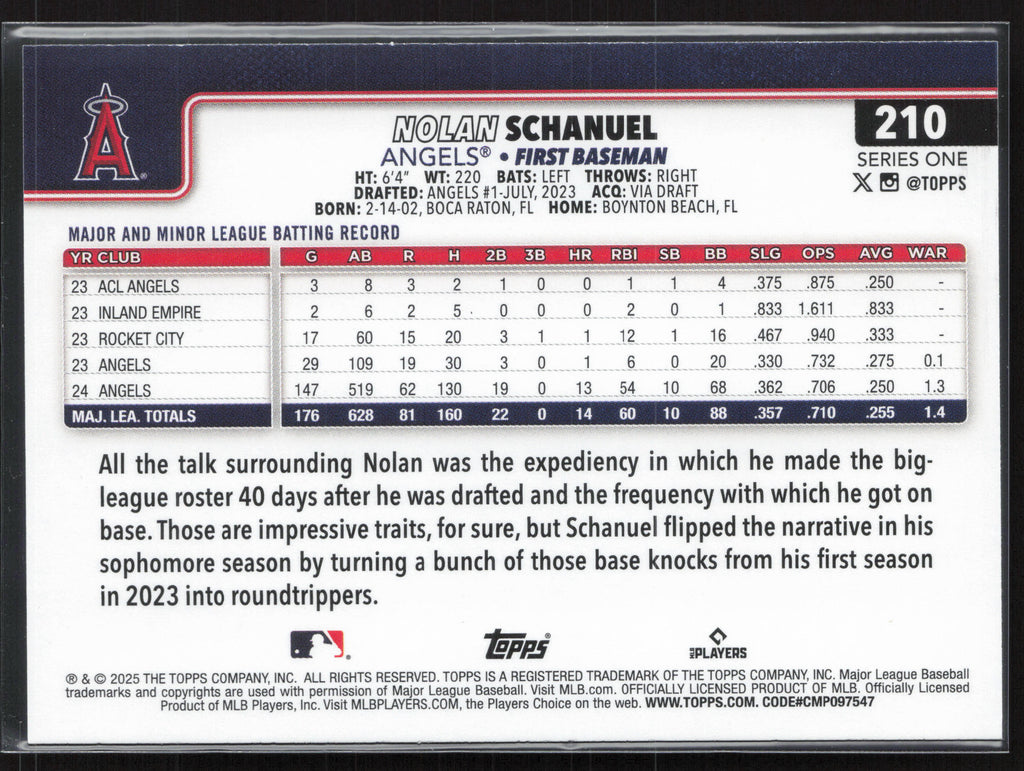 A
210
NOLAN SCHANUEL
ANGELS® • FIRST BASEMAN
SERIES ONE
HT: 6'4" WT: 220 BATS: LEFT THROWS: RIGHT
X @TOPPS
DRAFTED: ANGELS #1-JULY, 2023 ACQ: VIA DRAFT
BORN: 2-14-02, BOCA RATON, FL HOME: BOYNTON BEACH, FL
MAJOR AND MINOR LEAGUE BATTING RECORD
YR CLUB G AB R H 2B 3B HR RBI SB BB SLG OPS AVG WAR
23 ACL ANGELS 3 8 3 2 1 0 0 1 1 4 .375 .875 .250 -
23 INLAND EMPIRE 2 6 2 5 0 0 0 2 0 1 .833 1.611 .833 -
23 ROCKET CITY 17 60 15 20 3 1 1 12 1 16 .467 .940 .333 -
23 ANGELS 29 109 19 30 3 0 1 6 0 20 .330 .732 .275 0.1
24 ANGELS 147 519 62 130 19 0 13 54 10 68 .362 .706 .250 1.3
MAJ. LEA. TOTALS 176 628 81 160 22 0 14 60 10 88 .357 .710 .255 1.4
All the talk surrounding Nolan was the expediency in which he made the big-
league roster 40 days after he was drafted and the frequency with which he got on
base. Those are impressive traits, for sure, but Schanuel flipped the narrative in his
sophomore season by turning a bunch of those base knocks from his first season
in 2023 into roundtrippers.
Topps® MLB PLAYERS
® & © 2025 THE TOPPS COMPANY, INC. ALL RIGHTS RESERVED. TOPPS IS A REGISTERED TRADEMARK OF THE TOPPS COMPANY, INC. Major League Baseball
trademarks and copyrights are used with permission of Major League Baseball. Visit MLB.com. OFFICIALLY LICENSED PRODUCT OF MLB. Officially Licensed
Product of MLB Players, Inc. Visit MLBPLAYERS.COM, the Players Choice on the web. WWW.TOPPS.COM. CODE#CMP097547